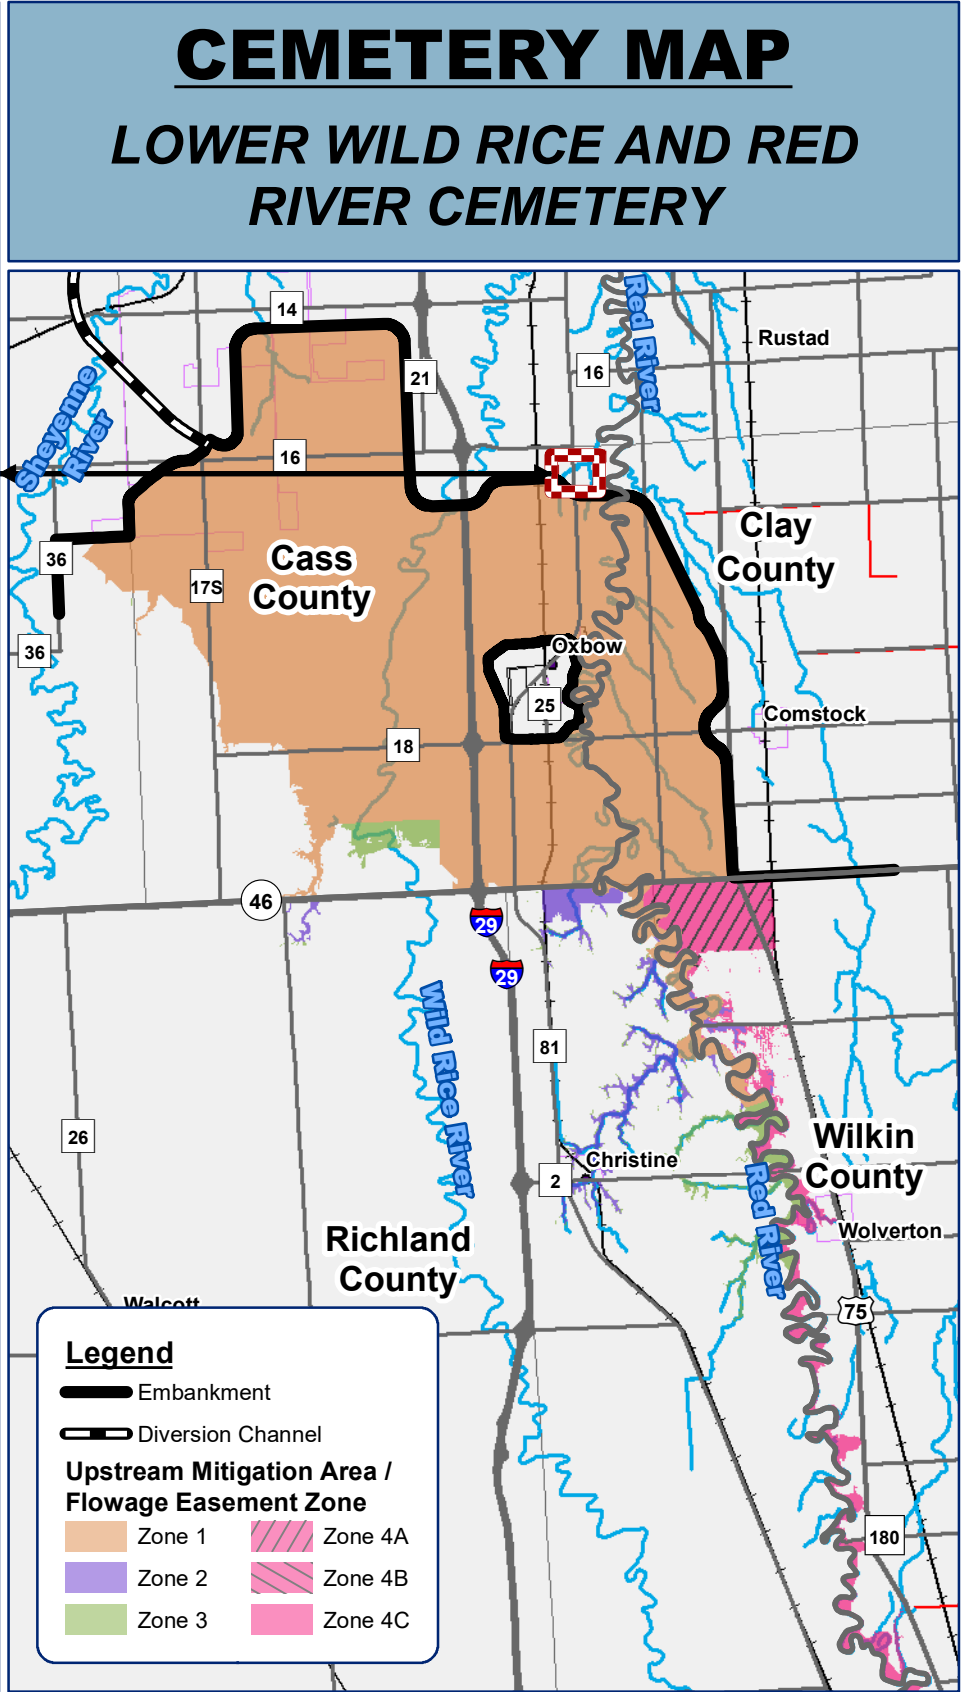 CEMETERY MAP
LOWER WILD RICE AND RED
RIVER CEMETERY
Red River
14
Rustad
21
16
Sheyenne
River
16
Clay
County
36
Cass
County
17S
36
Oxbow
25
Comstock
18
46
29
29
Wild Rice River
81
26
Wilkin
County
Christine
2
Red River
Wolverton
Richland
County
Walcott
75
Legend
Embankment
Diversion Channel
Upstream Mitigation Area /
Flowage Easement Zone
Zone 1
Zone 4A
Zone 2
Zone 4B
Zone 3
Zone 4C
180